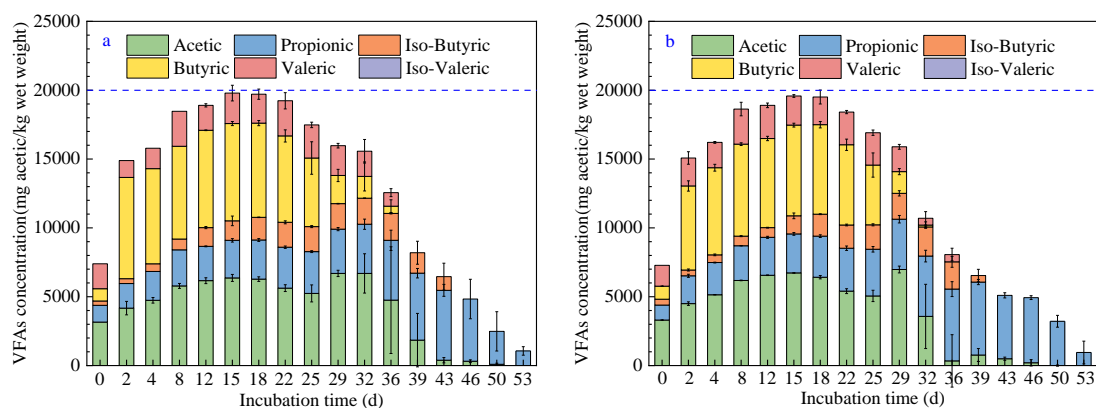 a
Acetic Propionic Iso-Butyric
Butyric Valeric Iso-Valeric
VFAs concentration(mg acetic/kg wet weight)
25000
20000
15000
10000
5000
0
0 2 4 8 12 15 18 22 25 29 32 36 39 43 46 50 53
Incubation time (d)
b
Acetic Propionic Iso-Butyric
Butyric Valeric Iso-Valeric
VFAs concentration(mg acetic/kg wet weight)
25000
20000
15000
10000
5000
0
0 2 4 8 12 15 18 22 25 29 32 36 39 43 46 50 53
Incubation time (d)